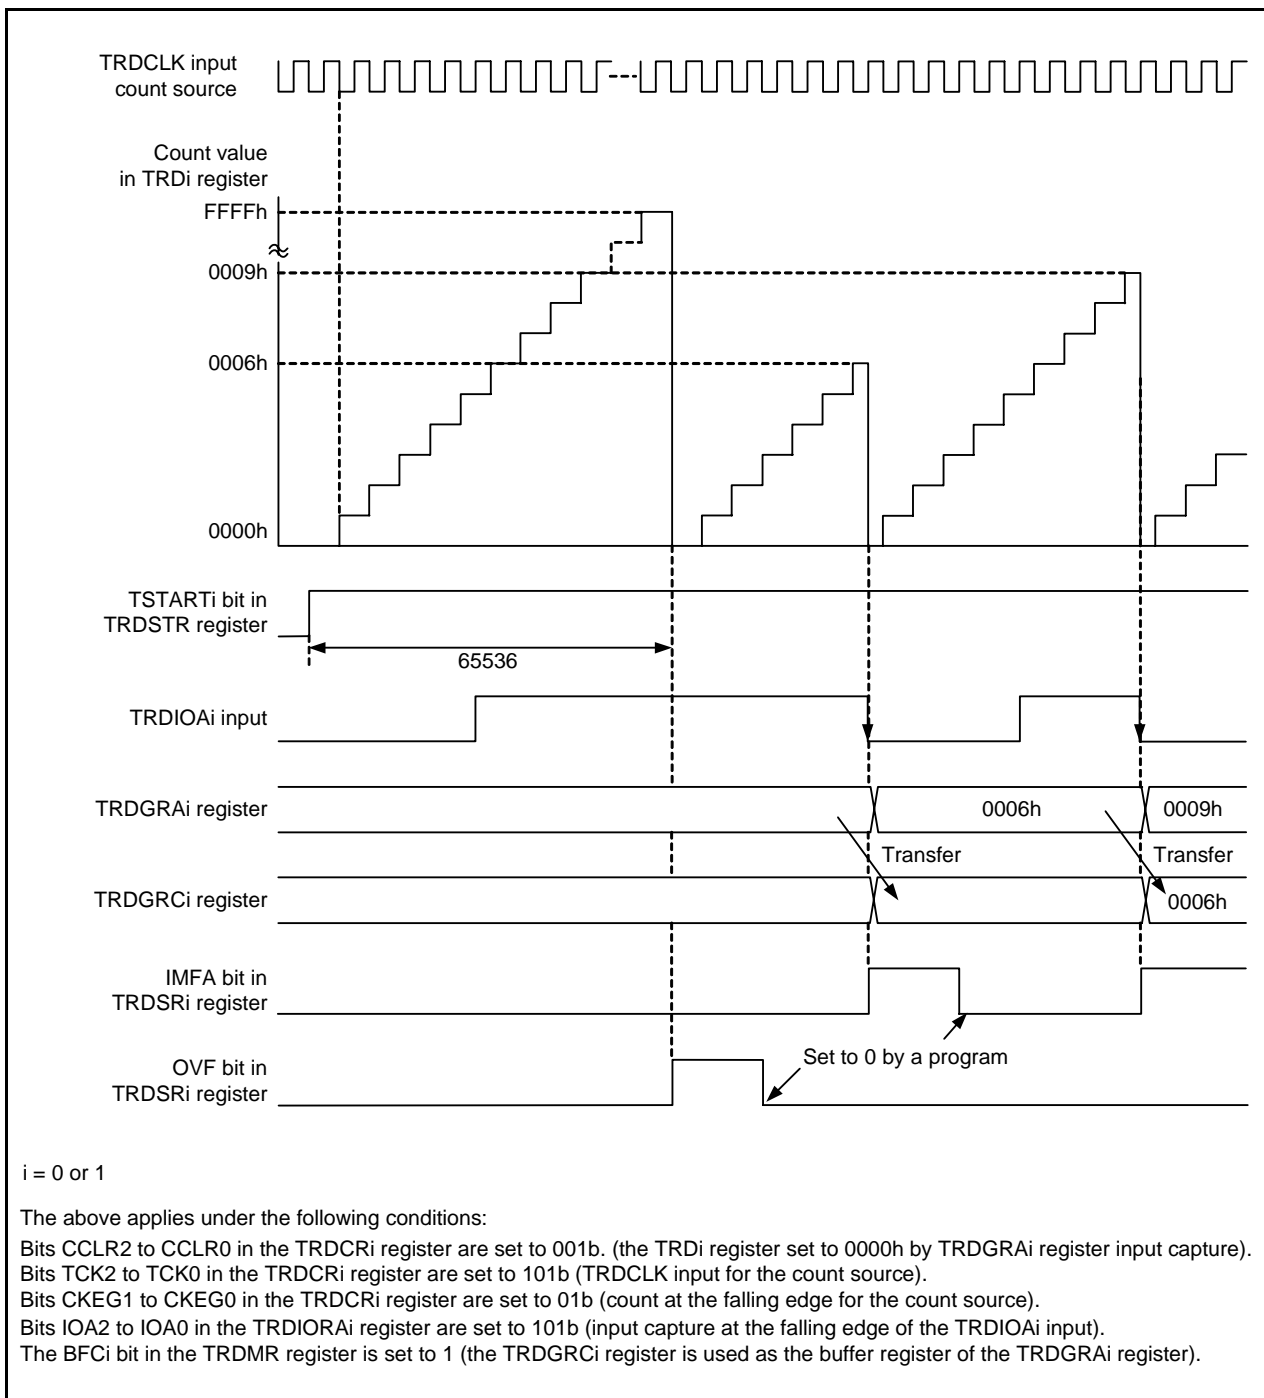 TRDCLK input
count source
Count value
in TRDi register
FFFFh
0009h
0006h
0000h
TSTARTi bit in
TRDSTR register
65536
TRDIOAi input
TRDGRAi register
0006h
0009h
Transfer
Transfer
TRDGRCi register
0006h
IMFA bit in
TRDSRi register
Set to 0 by a program
OVF bit in
TRDSRi register
i = 0 or 1
The above applies under the following conditions:
Bits CCLR2 to CCLR0 in the TRDCRi register are set to 001b. (the TRDi register set to 0000h by TRDGRAi register input capture).
Bits TCK2 to TCK0 in the TRDCRi register are set to 101b (TRDCLK input for the count source).
Bits CKEG1 to CKEG0 in the TRDCRi register are set to 01b (count at the falling edge for the count source).
Bits IOA2 to IOA0 in the TRDIORAi register are set to 101b (input capture at the falling edge of the TRDIOAi input).
The BFCi bit in the TRDMR register is set to 1 (the TRDGRCi register is used as the buffer register of the TRDGRAi register).